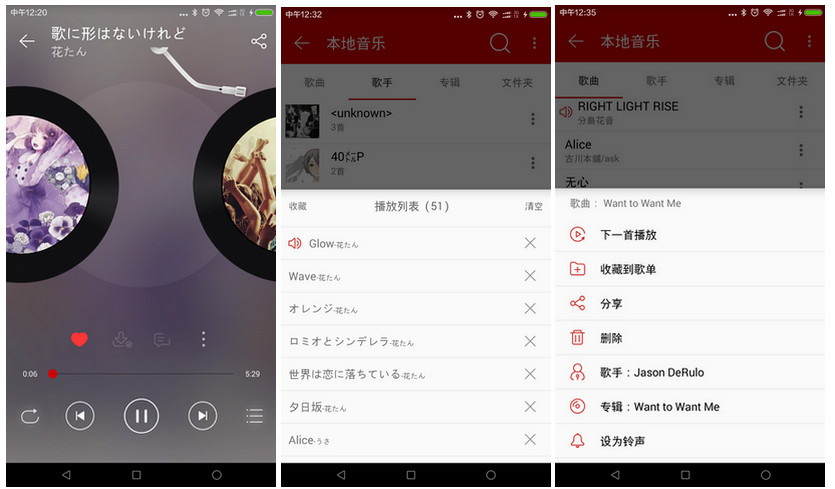 中午12:20
歌に形はないけれど
花たん
0:06
5:29
中午12:32
本地音乐
歌曲
歌手
专辑
文件夹
<unknown>
3首
40㍍P
2首
收藏
播放列表（51）
清空
Glow-花たん
Wave-花たん
オレンジ-花たん
ロミオとシンデレラ-花たん
世界は恋に落ちている-花たん
夕日坂-花たん
Alice-うさ
中午12:35
本地音乐
歌曲
歌手
专辑
文件夹
RIGHT LIGHT RISE
分島花音
Alice
古川本舗/ask
无心
歌曲： Want to Want Me
下一首播放
收藏到歌单
分享
删除
歌手：Jason DeRulo
专辑：Want to Want Me
设为铃声